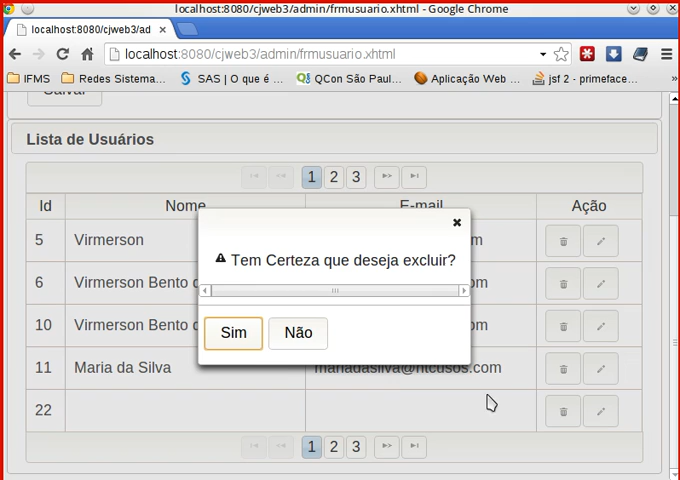 localhost:8080/cjweb3/admin/frmusuario.xhtml - Google Chrome
localhost:8080/cjweb3/ad
localhost:8080/cjweb3/admin/frmusuario.xhtml
IFMS Redes Sistema... SAS | O que é ... QCon São Paul... Aplicação Web ... jsf 2 - primeface...
Salvar
Lista de Usuários
1 2 3
Id Nome E-mail Ação
5 Virmerson m
Tem Certeza que deseja excluir?
6 Virmerson Bento d om
10 Virmerson Bento d om
Sim Não
11 Maria da Silva mariadasilva@htcusos.com
22
1 2 3